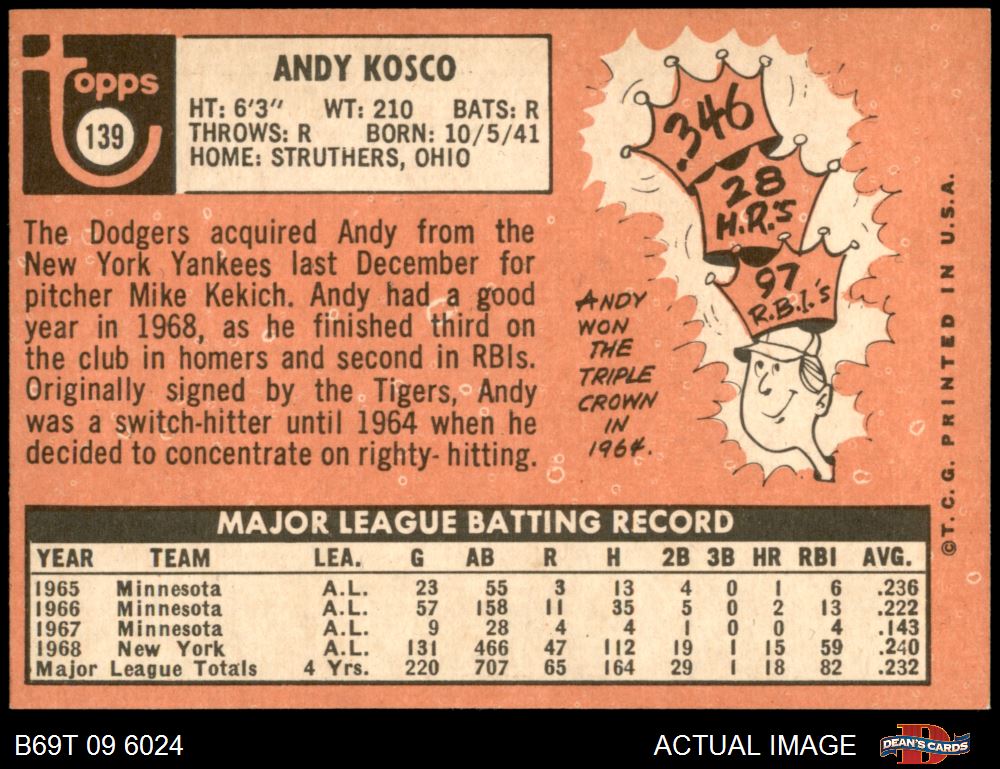 Topps
139
ANDY KOSCO
HT: 6'3" WT: 210 BATS: R
THROWS: R BORN: 10/5/41
HOME: STRUTHERS, OHIO
The Dodgers acquired Andy from the
New York Yankees last December for
pitcher Mike Kekich. Andy had a good
year in 1968, as he finished third on
the club in homers and second in RBIs.
Originally signed by the Tigers, Andy
was a switch-hitter until 1964 when he
decided to concentrate on righty- hitting.
.346
28
H.R.'S
97
R.B.I.'S
ANDY
WON
THE
TRIPLE
CROWN
IN
1964.
©T. C. G. PRINTED IN U.S.A.
MAJOR LEAGUE BATTING RECORD
YEAR TEAM LEA. G AB R H 2B 3B HR RBI AVG.
1965 Minnesota A.L. 23 55 3 13 4 0 1 6 .236
1966 Minnesota A.L. 57 158 11 35 5 0 2 13 .222
1967 Minnesota A.L. 9 28 4 4 1 0 0 4 .143
1968 New York A.L. 131 466 47 112 19 1 15 59 .240
Major League Totals 4 Yrs. 220 707 65 164 29 1 18 82 .232
B69T 09 6024
ACTUAL IMAGE
DEAN'S CARDS